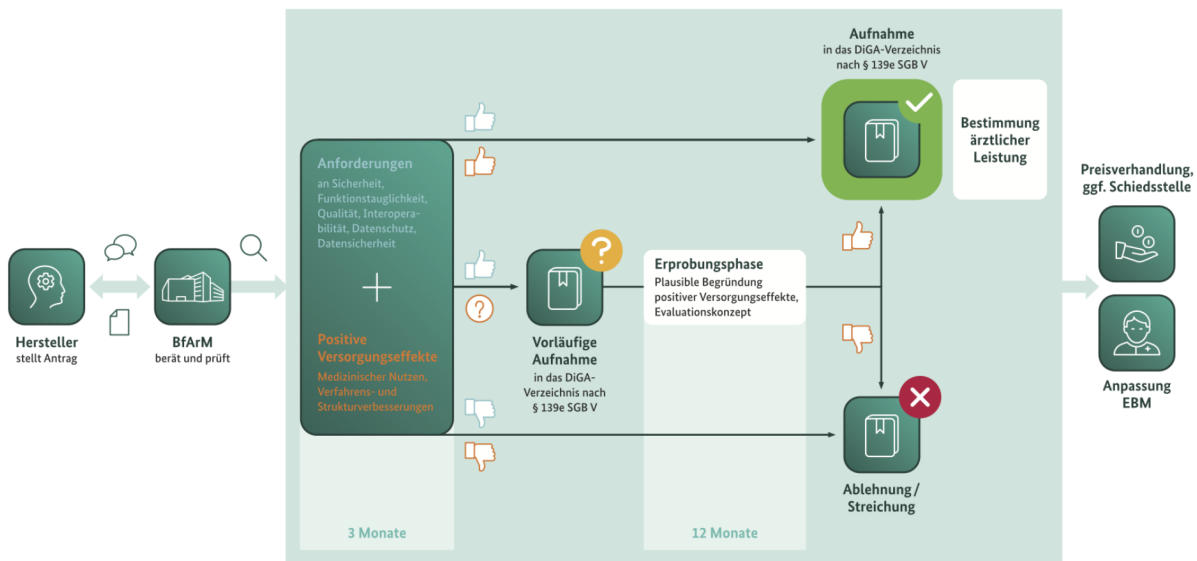 Aufnahme
in das DiGA-Verzeichnis
nach § 139e SGB V
Bestimmung
ärztlicher
Leistung
Anforderungen
an Sicherheit,
Funktionstauglichkeit,
Qualität, Interopera-
bilität, Datenschutz,
Datensicherheit
Positive
Versorgungseffekte
Medizinischer Nutzen,
Verfahrens- und
Strukturverbesserungen
Hersteller
stellt Antrag
BfArM
berät und prüft
?
?
Vorläufige
Aufnahme
in das DiGA-
Verzeichnis nach
§ 139e SGB V
Erprobungsphase
Plausible Begründung
positiver Versorgungseffekte,
Evaluationskonzept
Ablehnung /
Streichung
Preisverhandlung,
ggf. Schiedsstelle
Anpassung
EBM
3 Monate
12 Monate